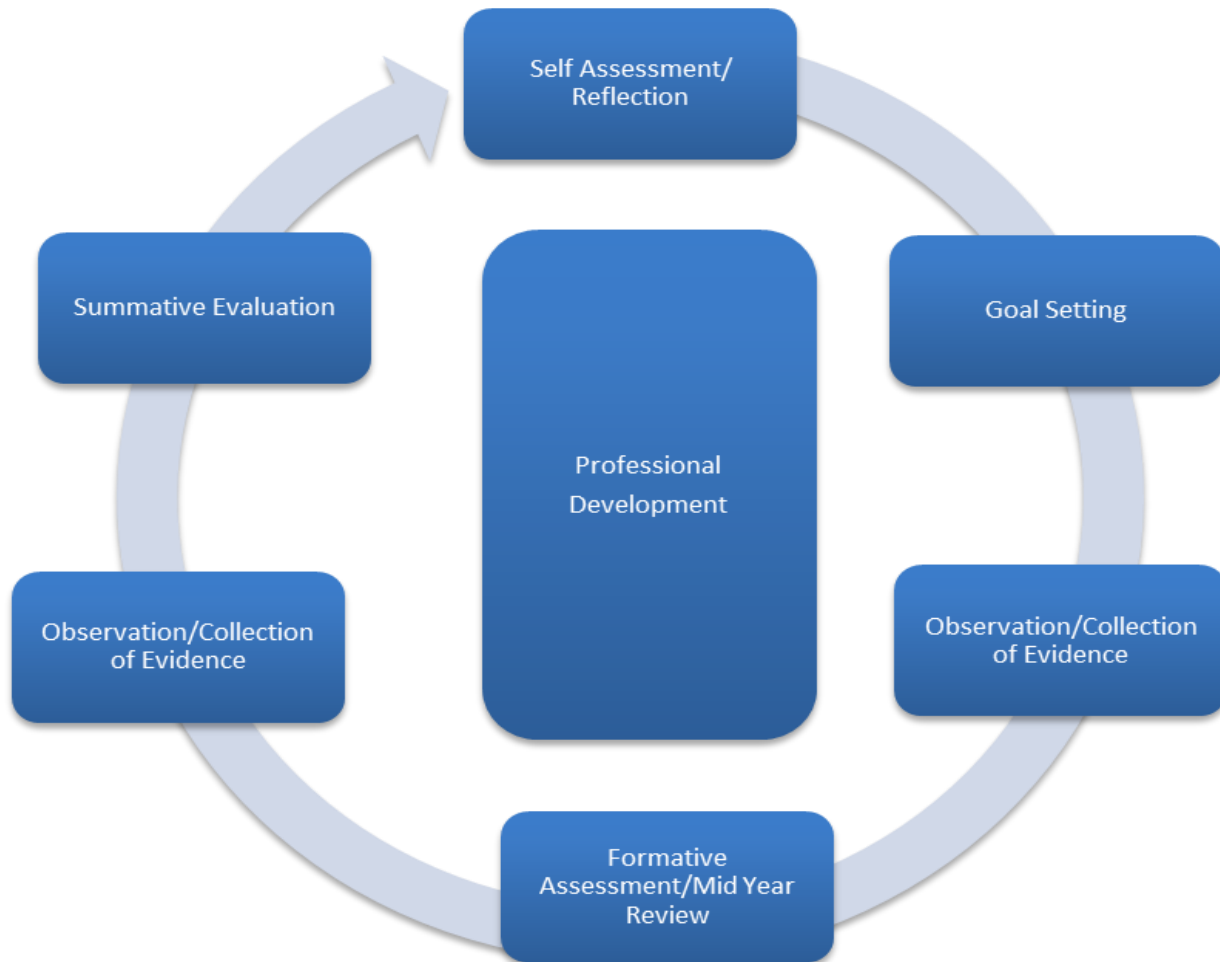 Self Assessment/
Reflection
Goal Setting
Observation/Collection
of Evidence
Formative
Assessment/Mid Year
Review
Observation/Collection
of Evidence
Summative Evaluation
Professional
Development